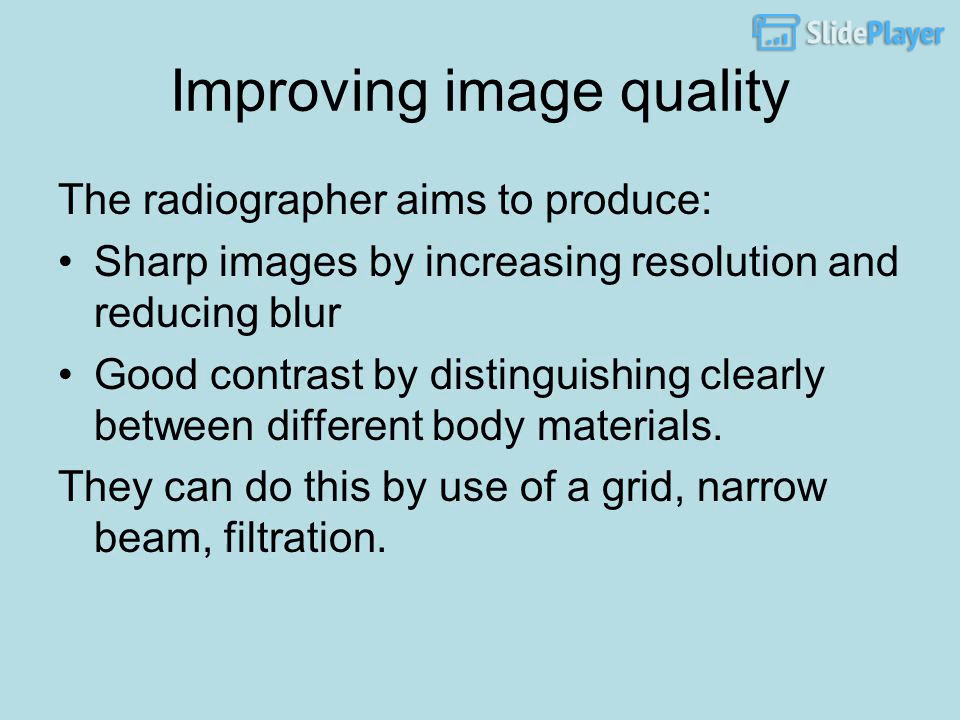 SlidePlayer
Improving image quality
The radiographer aims to produce:
• Sharp images by increasing resolution and
reducing blur
• Good contrast by distinguishing clearly
between different body materials.
They can do this by use of a grid, narrow
beam, filtration.